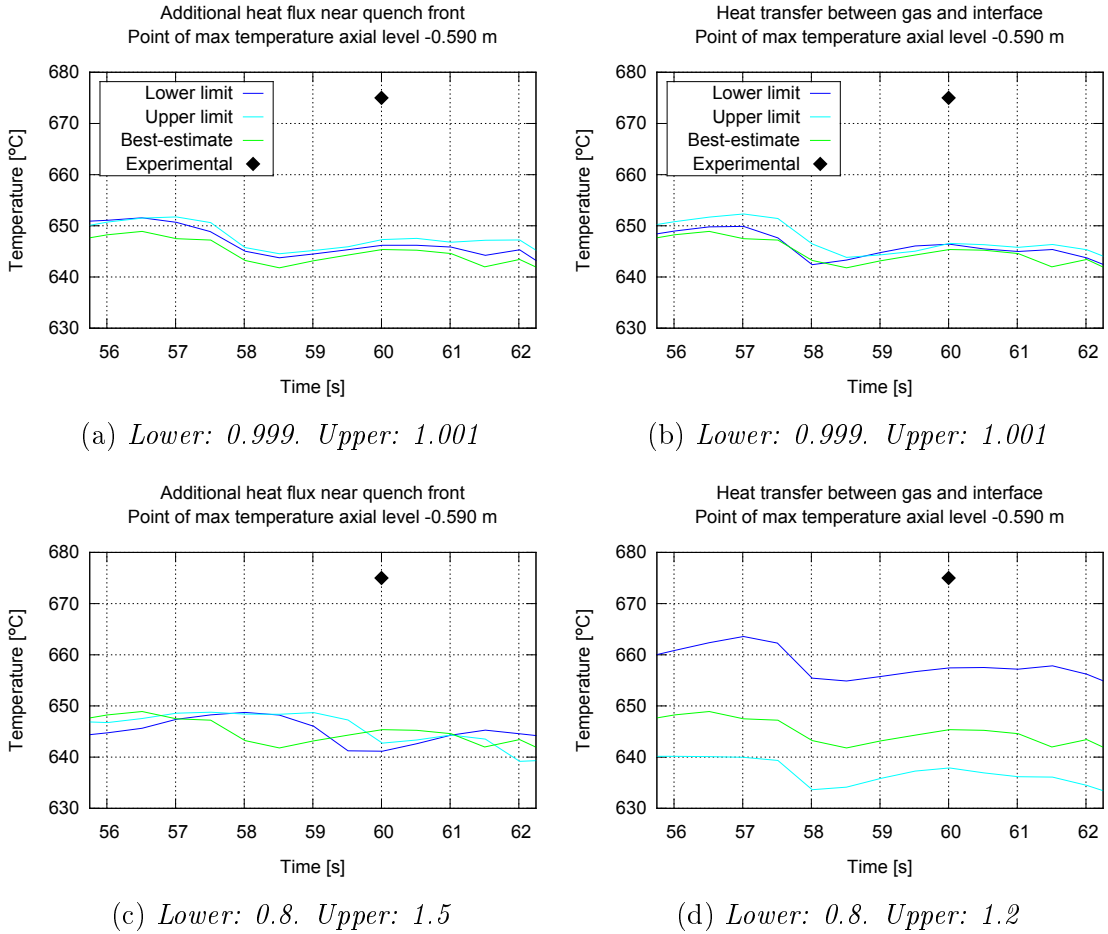 Additional heat flux near quench front
Point of max temperature axial level -0.590 m
680
670
660
650
640
630
Temperature [ºC]
Lower limit
Upper limit
Best-estimate
Experimental
56 57 58 59 60 61 62
Time [s]
(a) Lower: 0.999. Upper: 1.001
Heat transfer between gas and interface
Point of max temperature axial level -0.590 m
680
670
660
650
640
630
Temperature [ºC]
Lower limit
Upper limit
Best-estimate
Experimental
56 57 58 59 60 61 62
Time [s]
(b) Lower: 0.999. Upper: 1.001
Additional heat flux near quench front
Point of max temperature axial level -0.590 m
680
670
660
650
640
630
Temperature [ºC]
56 57 58 59 60 61 62
Time [s]
(c) Lower: 0.8. Upper: 1.5
Heat transfer between gas and interface
Point of max temperature axial level -0.590 m
680
670
660
650
640
630
Temperature [ºC]
56 57 58 59 60 61 62
Time [s]
(d) Lower: 0.8. Upper: 1.2